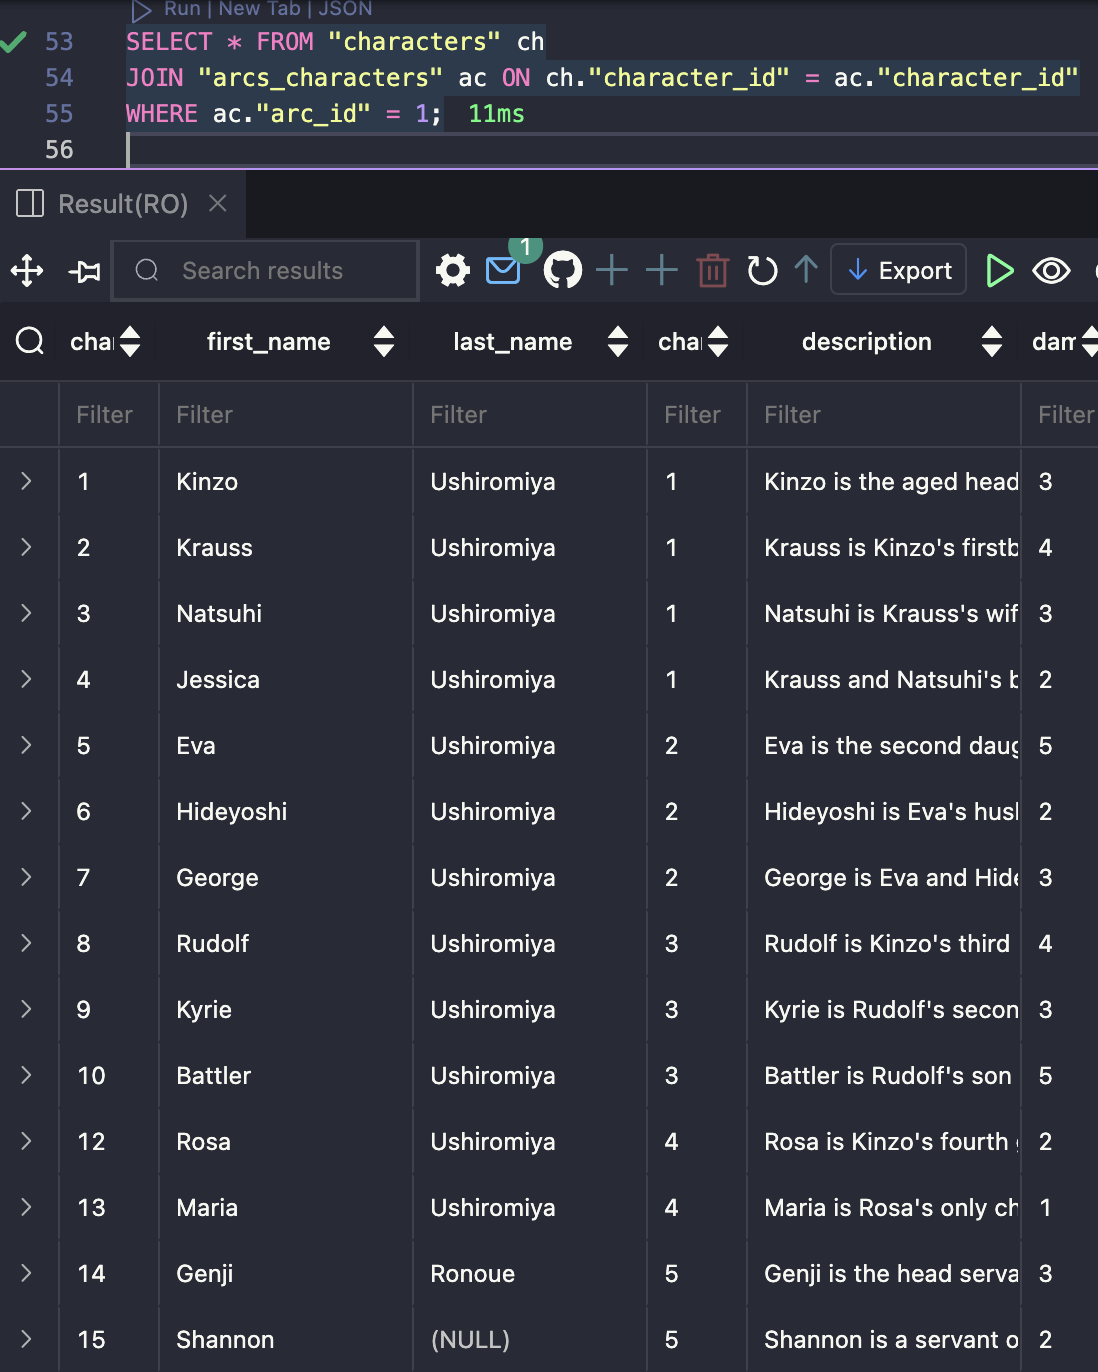 Run | New Tab | JSON
53 SELECT * FROM "characters" ch
54 JOIN "arcs_characters" ac ON ch."character_id" = ac."character_id"
55 WHERE ac."arc_id" = 1; 11ms
56
Result(RO)
Search results 1 Export
cha first_name last_name cha description dam
Filter Filter Filter Filter Filter Filter
1 Kinzo Ushiromiya 1 Kinzo is the aged head 3
2 Krauss Ushiromiya 1 Krauss is Kinzo's firstb 4
3 Natsuhi Ushiromiya 1 Natsuhi is Krauss's wif 3
4 Jessica Ushiromiya 1 Krauss and Natsuhi's b 2
5 Eva Ushiromiya 2 Eva is the second daug 5
6 Hideyoshi Ushiromiya 2 Hideyoshi is Eva's hus 2
7 George Ushiromiya 2 George is Eva and Hide 3
8 Rudolf Ushiromiya 3 Rudolf is Kinzo's third 4
9 Kyrie Ushiromiya 3 Kyrie is Rudolf's secon 3
10 Battler Ushiromiya 3 Battler is Rudolf's son 5
12 Rosa Ushiromiya 4 Rosa is Kinzo's fourth 2
13 Maria Ushiromiya 4 Maria is Rosa's only ch 1
14 Genji Ronoue 5 Genji is the head serva 3
15 Shannon (NULL) 5 Shannon is a servant o 2